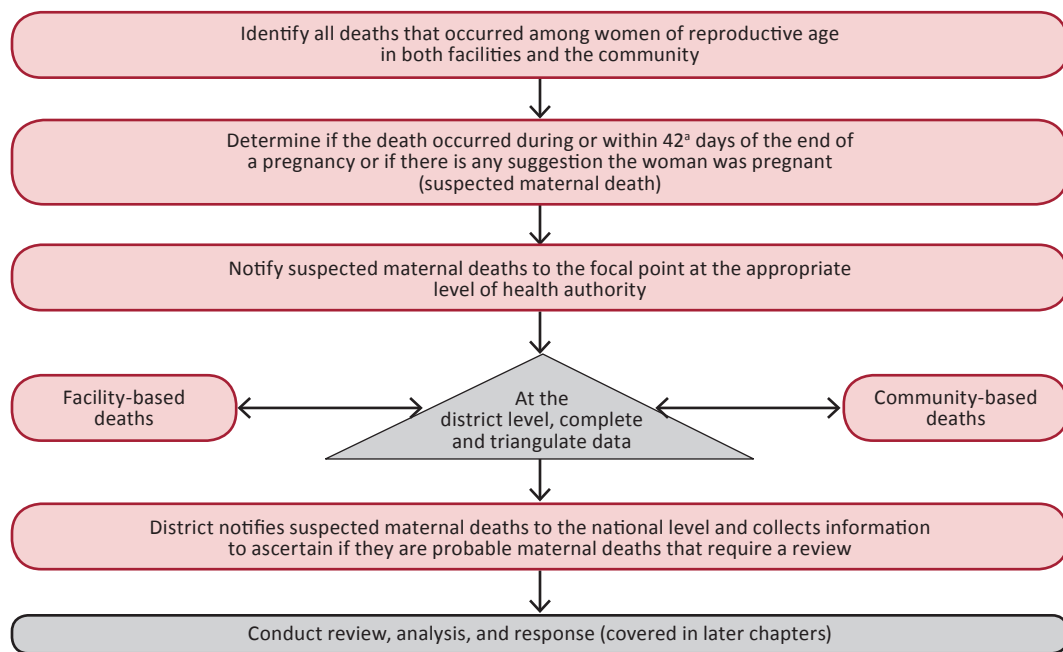 Identify all deaths that occurred among women of reproductive age
in both facilities and the community
Determine if the death occurred during or within 42ᵃ days of the end of
a pregnancy or if there is any suggestion the woman was pregnant
(suspected maternal death)
Notify suspected maternal deaths to the focal point at the appropriate
level of health authority
Facility-based
deaths
At the
district level, complete
and triangulate data
Community-based
deaths
District notifies suspected maternal deaths to the national level and collects information
to ascertain if they are probable maternal deaths that require a review
Conduct review, analysis, and response (covered in later chapters)